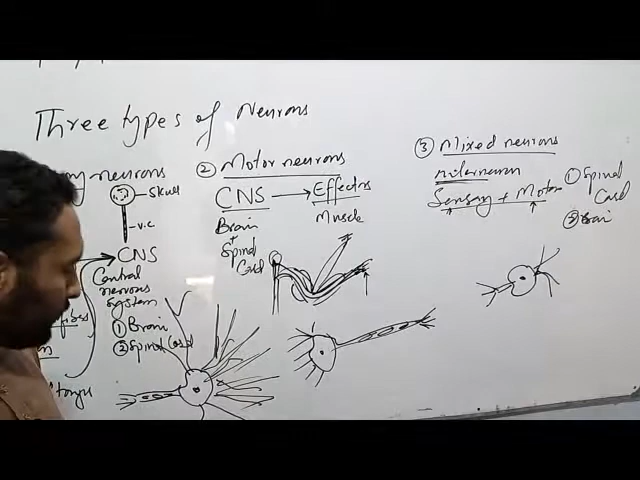 Three types of Neurons
ry neurons
Skull
V.C
CNS
Central
nervous
system
① Brain
② Spinal Cord
② Motor neurons
CNS → Effectors
Muscle
Brain
+
Spinal
Cord
③ Mixed neurons
Sensory + Motor
① Spinal
Cord
② Brain